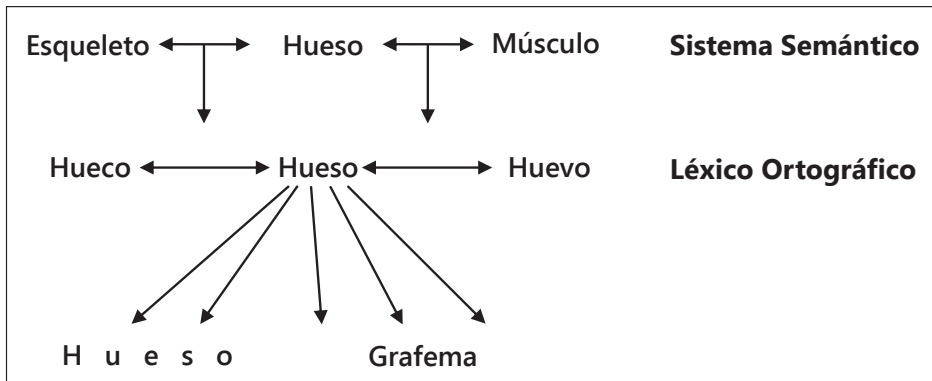 Esqueleto Hueso Músculo Sistema Semántico
Hueco Hueso Huevo Léxico Ortográfico
H u e s o Grafema